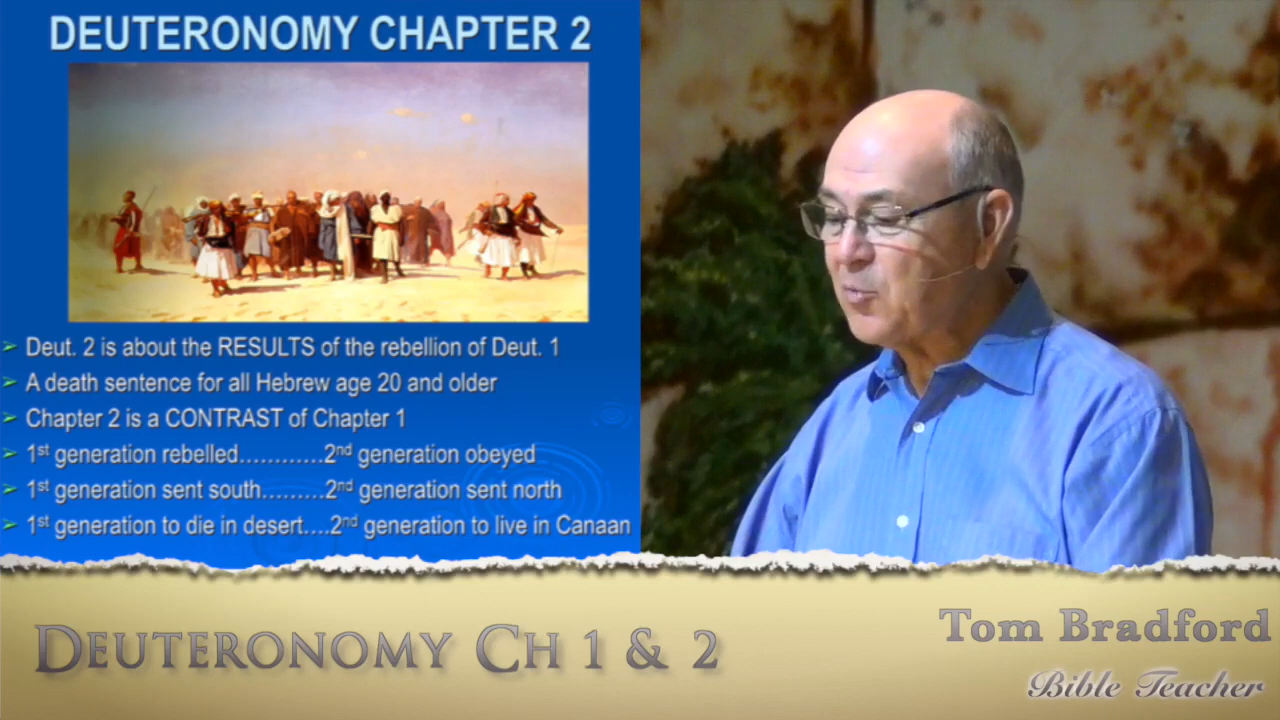 DEUTERONOMY CHAPTER 2
➢ Deut. 2 is about the RESULTS of the rebellion of Deut. 1
➢ A death sentence for all Hebrew age 20 and older
➢ Chapter 2 is a CONTRAST of Chapter 1
➢ 1st generation rebelled............2nd generation obeyed
➢ 1st generation sent south.........2nd generation sent north
➢ 1st generation to die in desert....2nd generation to live in Canaan
DEUTERONOMY CH 1 & 2
Tom Bradford
Bible Teacher